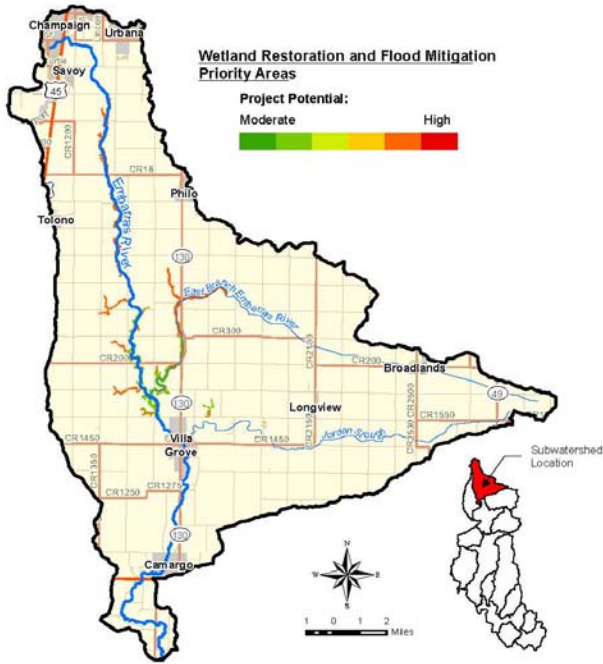 Champaign
Urbana
Savoy
45
CR1200
CR18
Philo
Tolono
Embarras River
130
East Branch Embarras River
CR300
CR2100
CR200
CR200
Broadlands
CR2500
49
130
Longview
CR1550
Villa
Grove
CR1450
CR1450
Jordan Slough
CR2150
CR2530
CR1350
CR1250
CR1275
130
Camargo
Wetland Restoration and Flood Mitigation
Priority Areas
Project Potential:
Moderate
High
Subwatershed
Location
N
W
E
S
1 0 2
Miles